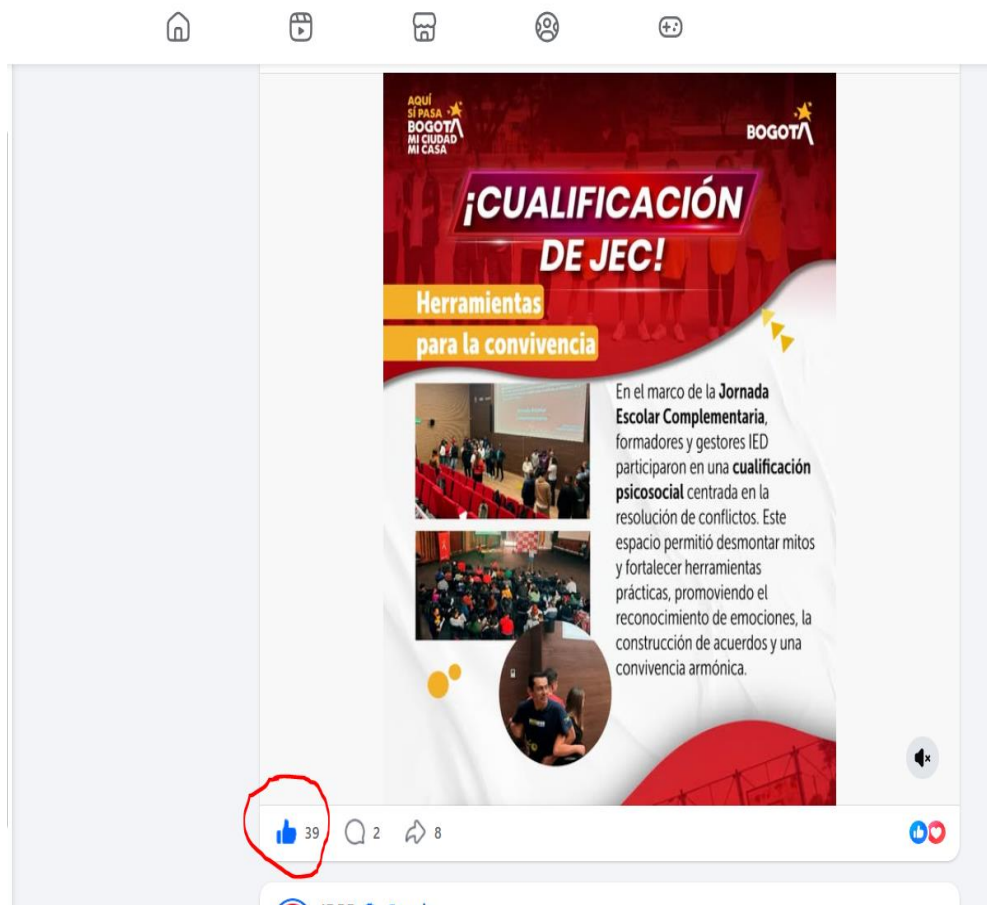 AQUÍ
SÍ PASA
BOGOTÁ
MI CIUDAD
MI CASA
BOGOTÁ
¡CUALIFICACIÓN
DE JEC!
Herramientas
para la convivencia
En el marco de la Jornada
Escolar Complementaria,
formadores y gestores IED
participaron en una cualificación
psicosocial centrada en la
resolución de conflictos. Este
espacio permitió desmontar mitos
y fortalecer herramientas
prácticas, promoviendo el
reconocimiento de emociones, la
construcción de acuerdos y una
convivencia armónica.
39 2 8